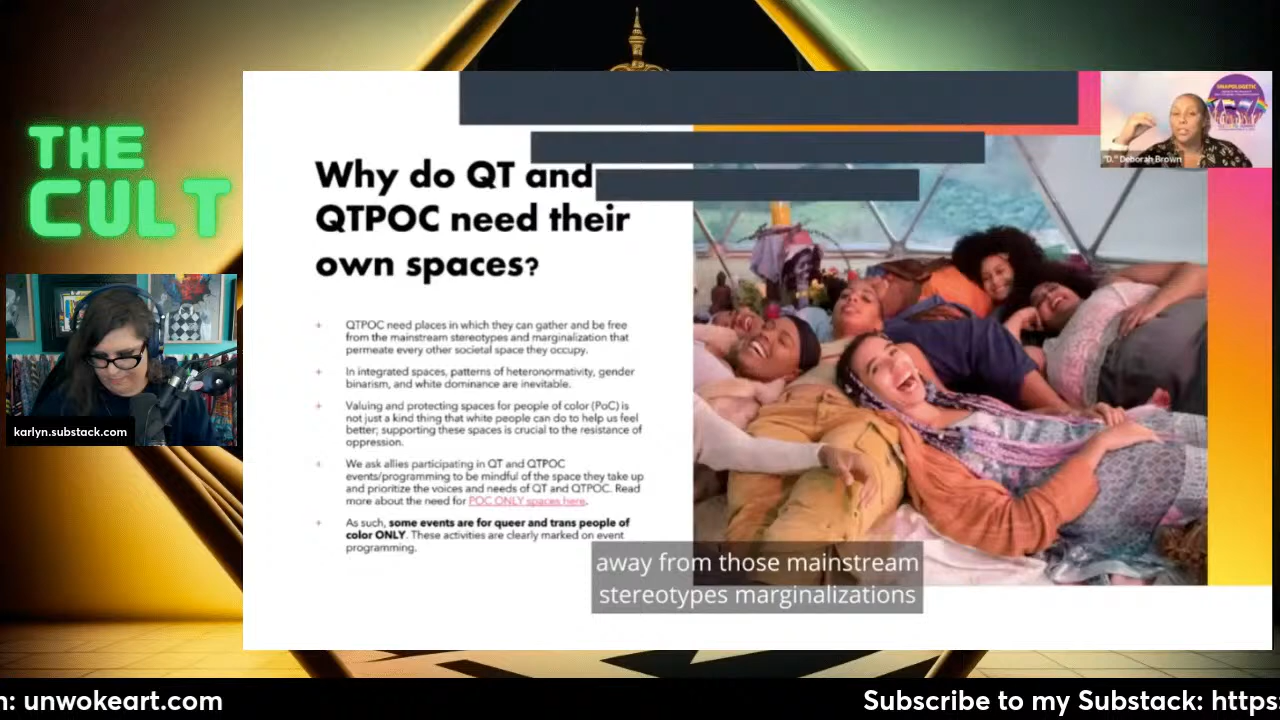 THE
CULT
karlyn.substack.com
Why do QT and
QTPOC need their
own spaces?
+ QTPOC need places in which they can gather and be free
from the mainstream stereotypes and marginalization that
permeate every other societal space they occupy.
+ In integrated spaces, patterns of heteronormativity, gender
binarism, and white dominance are inevitable.
+ Valuing and protecting spaces for people of color (PoC) is
not just a kind thing that white people can do to help us feel
better; supporting these spaces is crucial to the resistance of
oppression.
+ We ask allies participating in QT and QTPOC
events/programming to be mindful of the space they take up
and prioritize the voices and needs of QT and QTPOC. Read
more about the need for POC ONLY spaces here.
+ As such, some events are for queer and trans people of
color ONLY. These activities are clearly marked on event
programming.
UNAPOLOGETIC
"D." Deborah Brown
away from those mainstream
stereotypes marginalizations
n: unwokeart.com
Subscribe to my Substack: https: